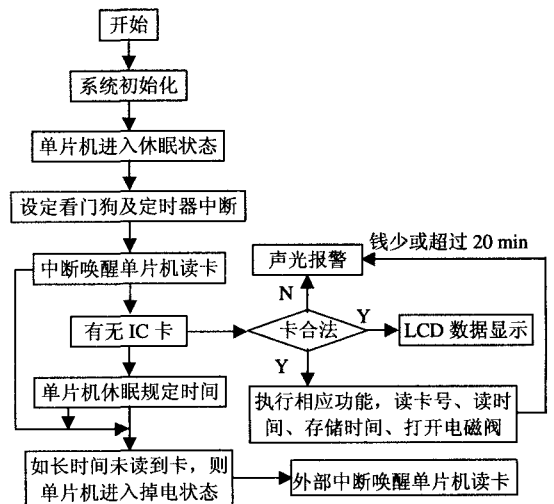 开始
系统初始化
单片机进入休眠状态
设定看门狗及定时器中断
钱少或超过 20 min
中断唤醒单片机读卡
声光报警
N
有无 IC 卡
卡合法
Y
LCD 数据显示
Y
单片机休眠规定时间
执行相应功能，读卡号、读时
间、存储时间、打开电磁阀
如长时间未读到卡，则
单片机进入掉电状态
外部中断唤醒单片机读卡